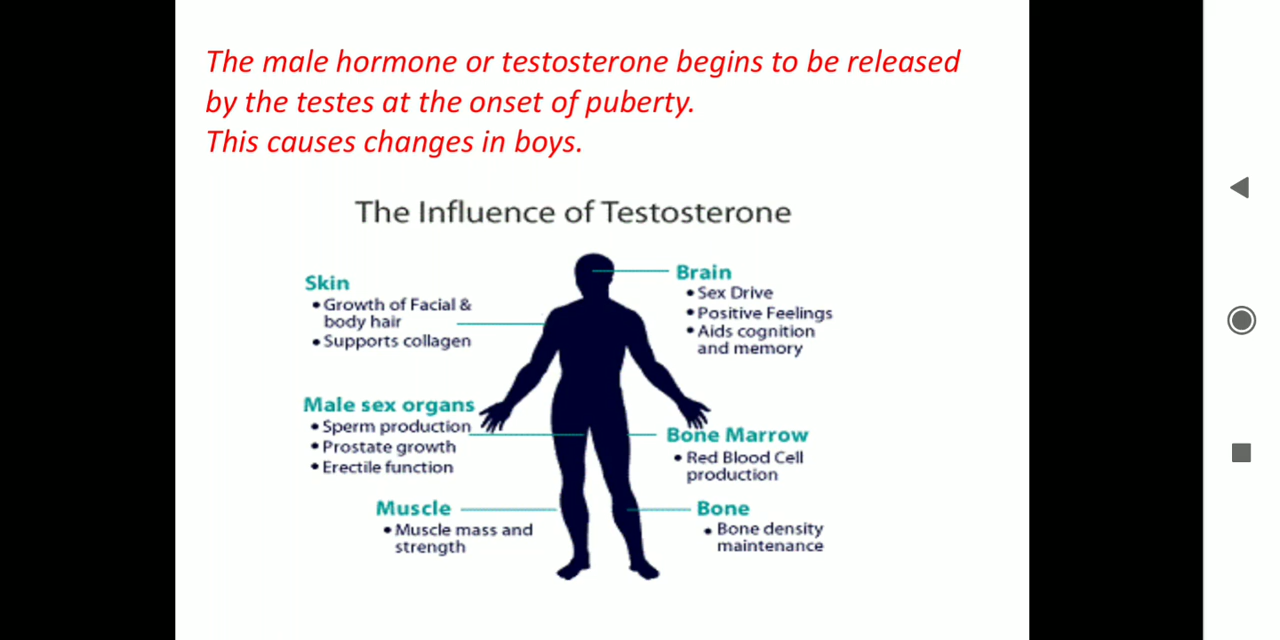 The male hormone or testosterone begins to be released
by the testes at the onset of puberty.
This causes changes in boys.
The Influence of Testosterone
Skin
• Growth of Facial &
body hair
• Supports collagen
Brain
• Sex Drive
• Positive Feelings
• Aids cognition
and memory
Male sex organs
• Sperm production
• Prostate growth
• Erectile function
Bone Marrow
• Red Blood Cell
production
Muscle
• Muscle mass and
strength
Bone
• Bone density
maintenance